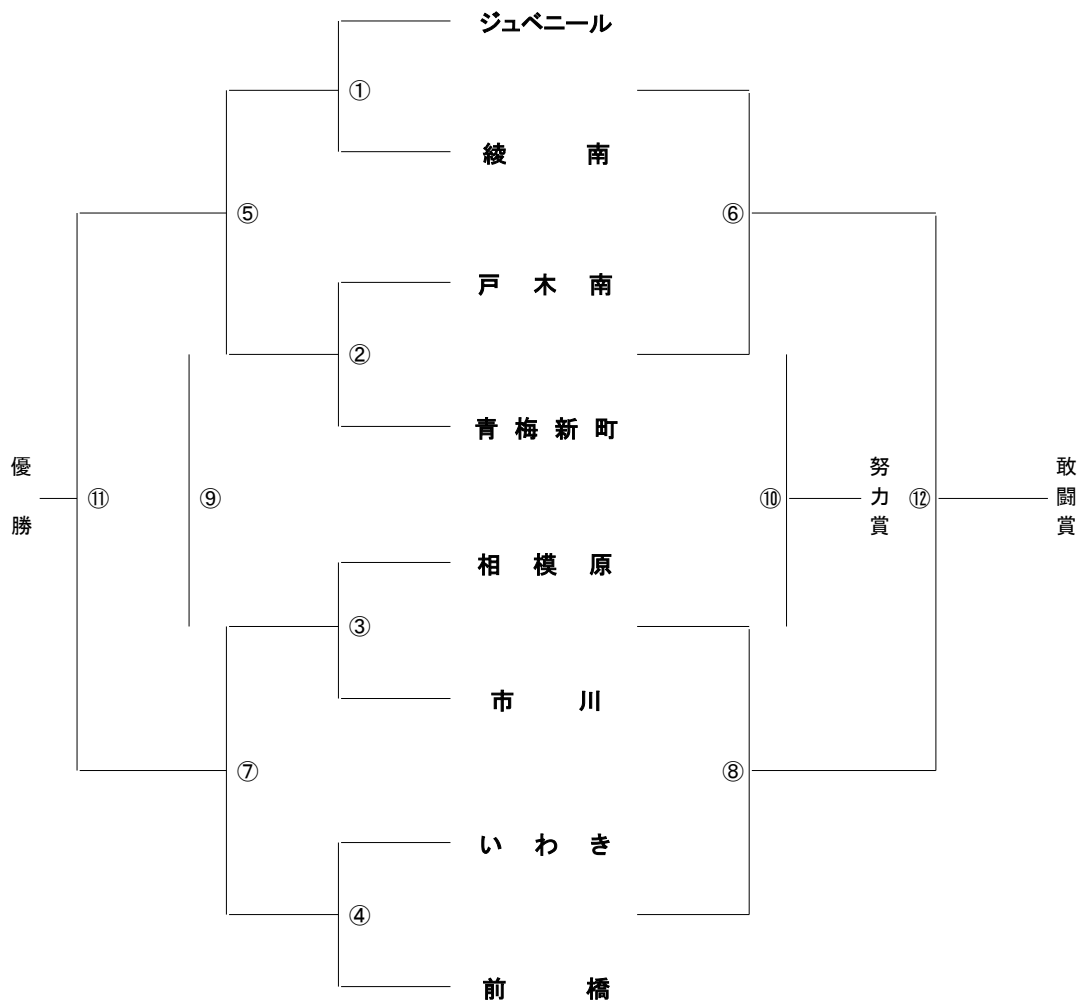 ジュベニール
①
綾南
⑤
⑥
戸木南
②
青梅新町
優勝
⑪
⑨
⑩
努力賞
⑫
敢闘賞
相模原
③
市川
⑦
⑧
いわき
④
前橋